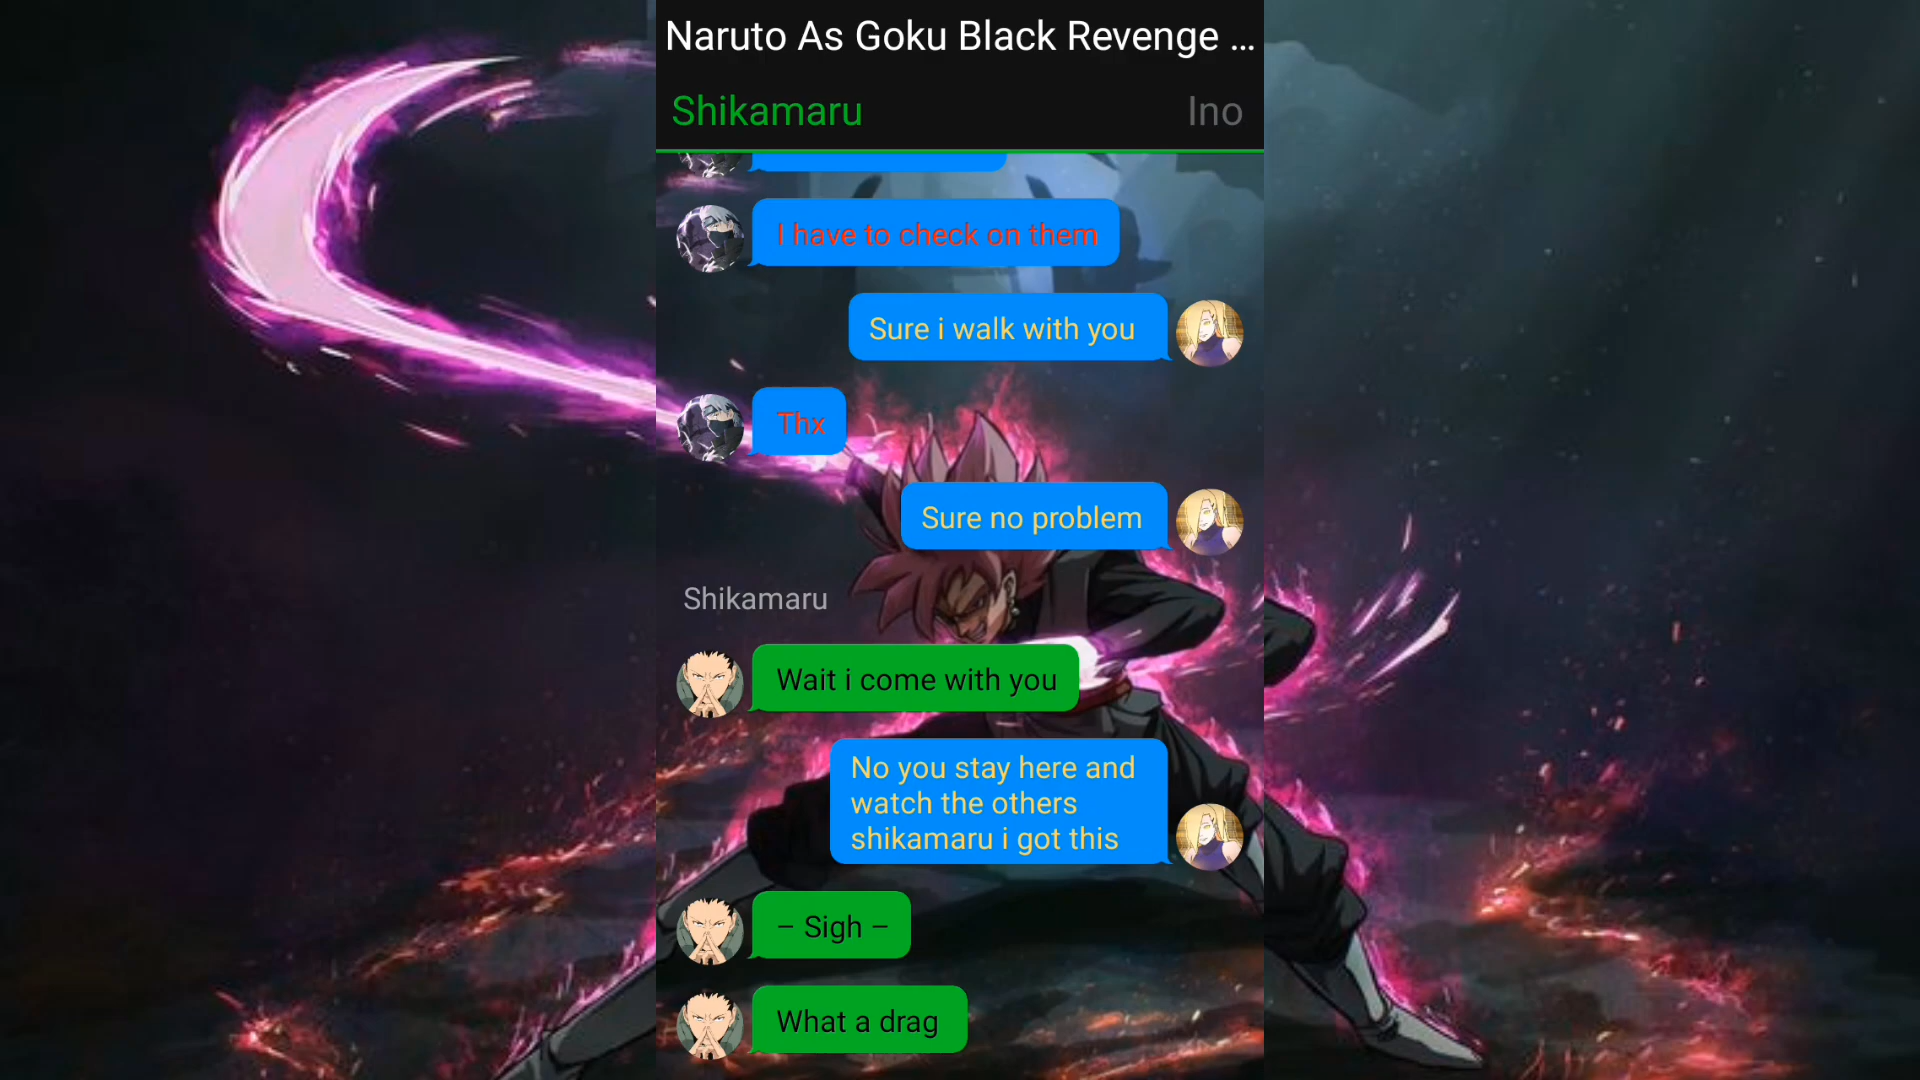 Naruto As Goku Black Revenge ...
Shikamaru
Ino
I have to check on them
Sure i walk with you
Thx
Sure no problem
Shikamaru
Wait i come with you
No you stay here and
watch the others
shikamaru i got this
– Sigh –
What a drag